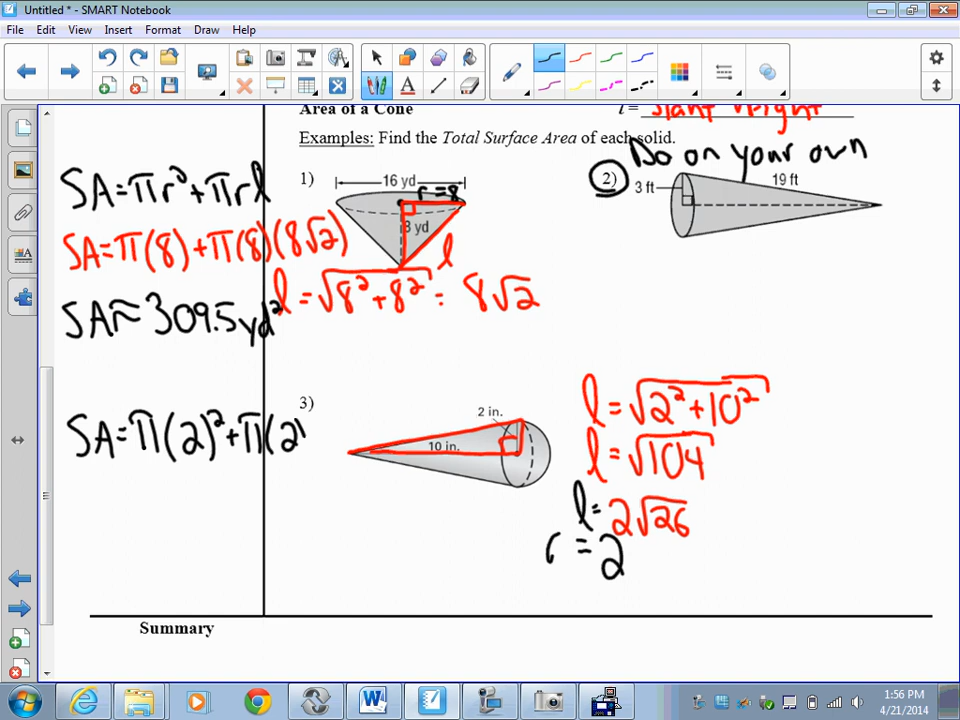 Untitled * - SMART Notebook
File Edit View Insert Format Draw Help
Area of a Cone
l = slant height
Examples: Find the Total Surface Area of each solid.
Do on your own
SA=πr²+πrl
1)
16 yd
r=8
8 yd
l
2)
3 ft
19 ft
SA=π(8)+π(8)(8√2)
l=√8²+8² = 8√2
SA≈309.5yd²
3)
2 in.
10 in.
SA=π(2)²+π(2)
l=√2²+10²
l=√104
l=2√26
r=2
Summary
1:56 PM
4/21/2014